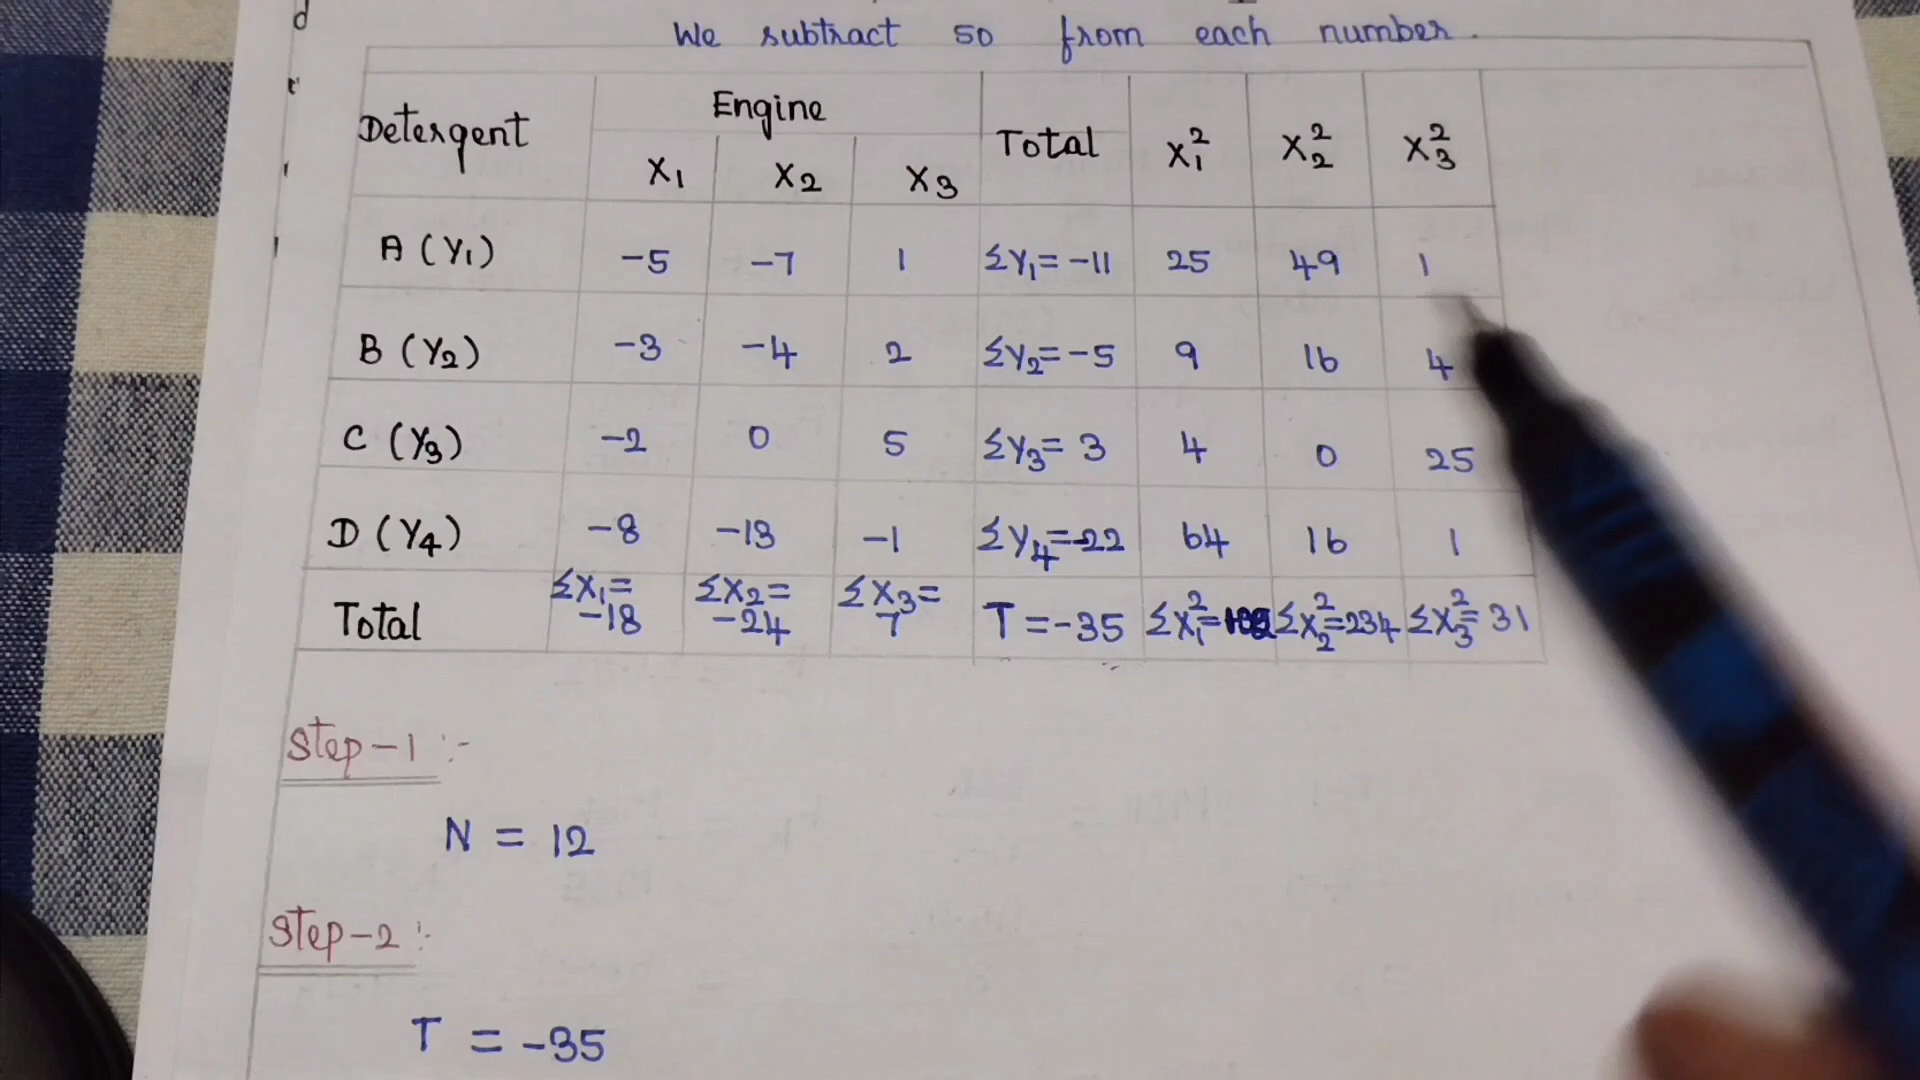 We subtract 50 from each number.
Detergent Engine Total X₁² X₂² X₃²
X₁ X₂ X₃
A (Y₁) -5 -7 1 ΣY₁= -11 25 49 1
B (Y₂) -3 -4 2 ΣY₂= -5 9 16 4
C (Y₃) -2 0 5 ΣY₃= 3 4 0 25
D (Y₄) -8 -13 -1 ΣY₄=-22 64 16 1
Total ΣX₁= -18 ΣX₂= -24 ΣX₃= 7 T = -35 ΣX₁²= ΣX₂²=234 ΣX₃²= 31
Step-1 :-
N = 12
Step-2 :-
T = -35
d